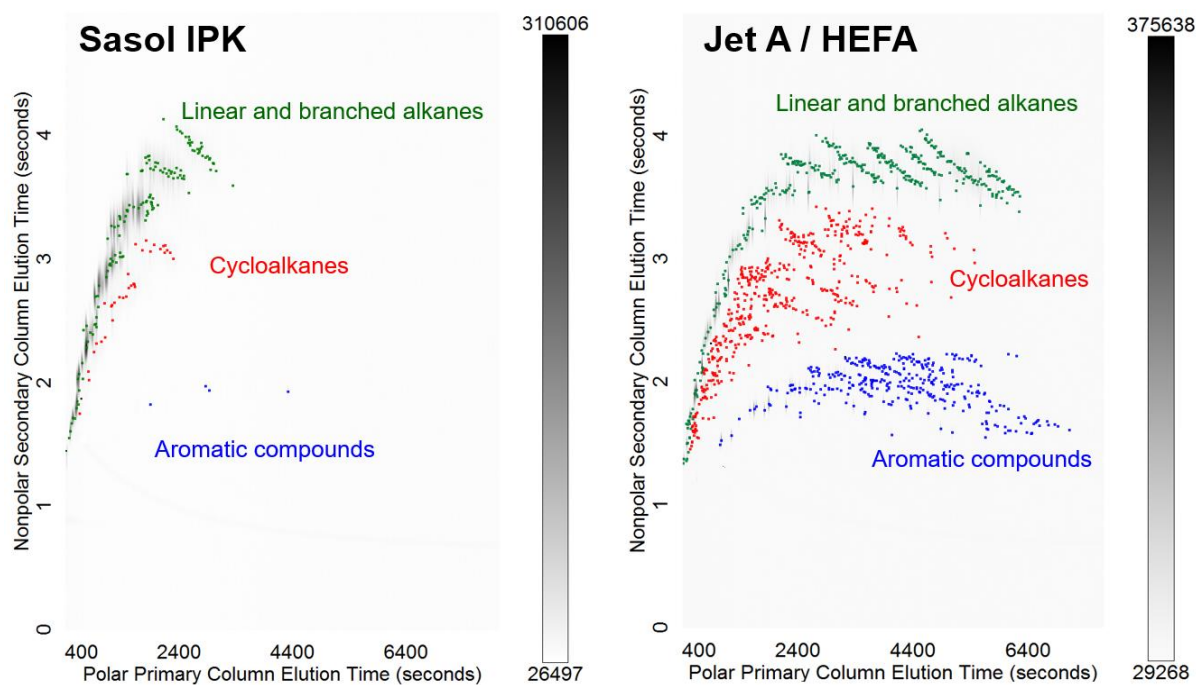 Sasol IPK
310606
Linear and branched alkanes
Cycloalkanes
Aromatic compounds
Nonpolar Secondary Column Elution Time (seconds)
4
3
2
1
0
400 2400 4400 6400
Polar Primary Column Elution Time (seconds)
26497
Jet A / HEFA
375638
Linear and branched alkanes
Cycloalkanes
Aromatic compounds
Nonpolar Secondary Column Elution Time (seconds)
4
3
2
1
0
400 2400 4400 6400
Polar Primary Column Elution Time (seconds)
29268